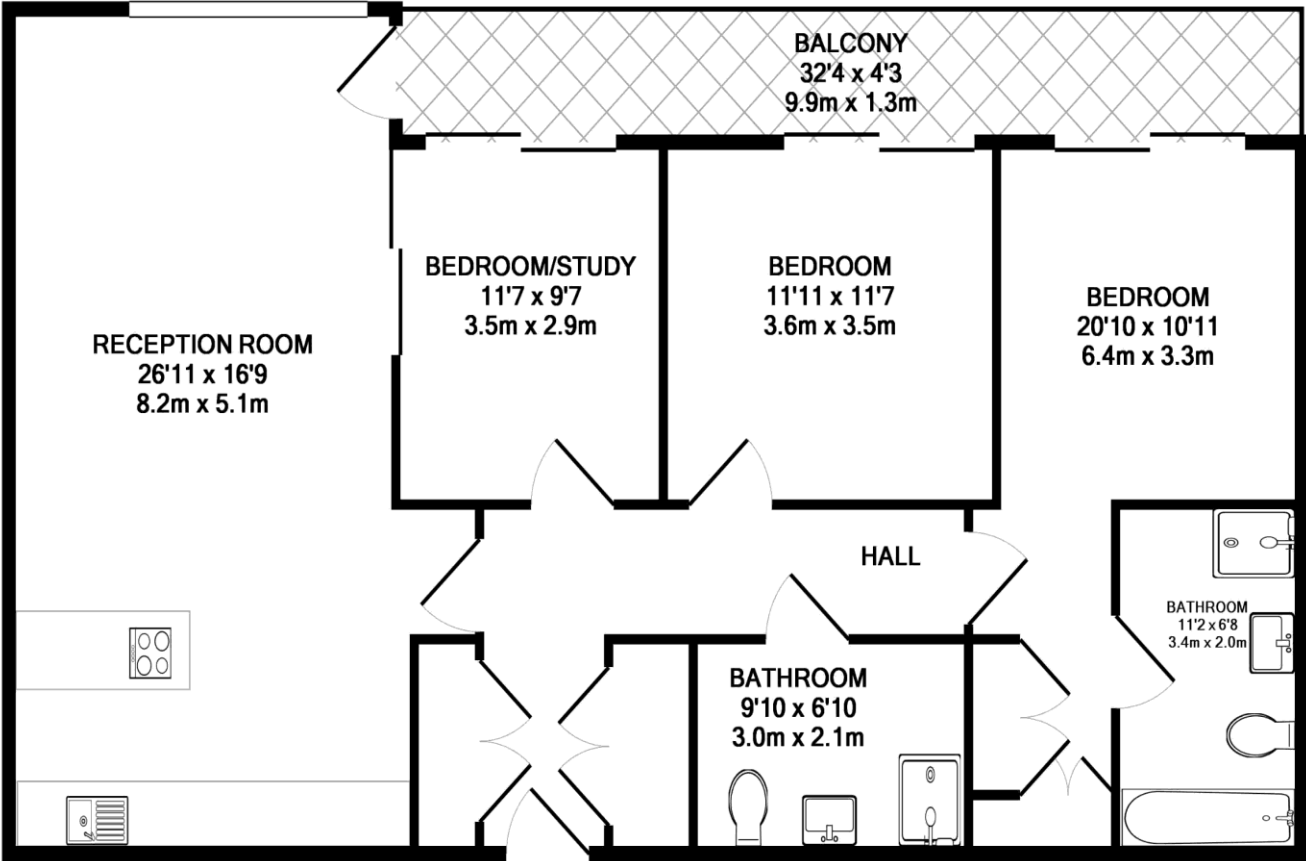 BALCONY
32'4 x 4'3
9.9m x 1.3m
BEDROOM/STUDY
11'7 x 9'7
3.5m x 2.9m
BEDROOM
11'11 x 11'7
3.6m x 3.5m
BEDROOM
20'10 x 10'11
6.4m x 3.3m
RECEPTION ROOM
26'11 x 16'9
8.2m x 5.1m
HALL
BATHROOM
11'2 x 6'8
3.4m x 2.0m
BATHROOM
9'10 x 6'10
3.0m x 2.1m